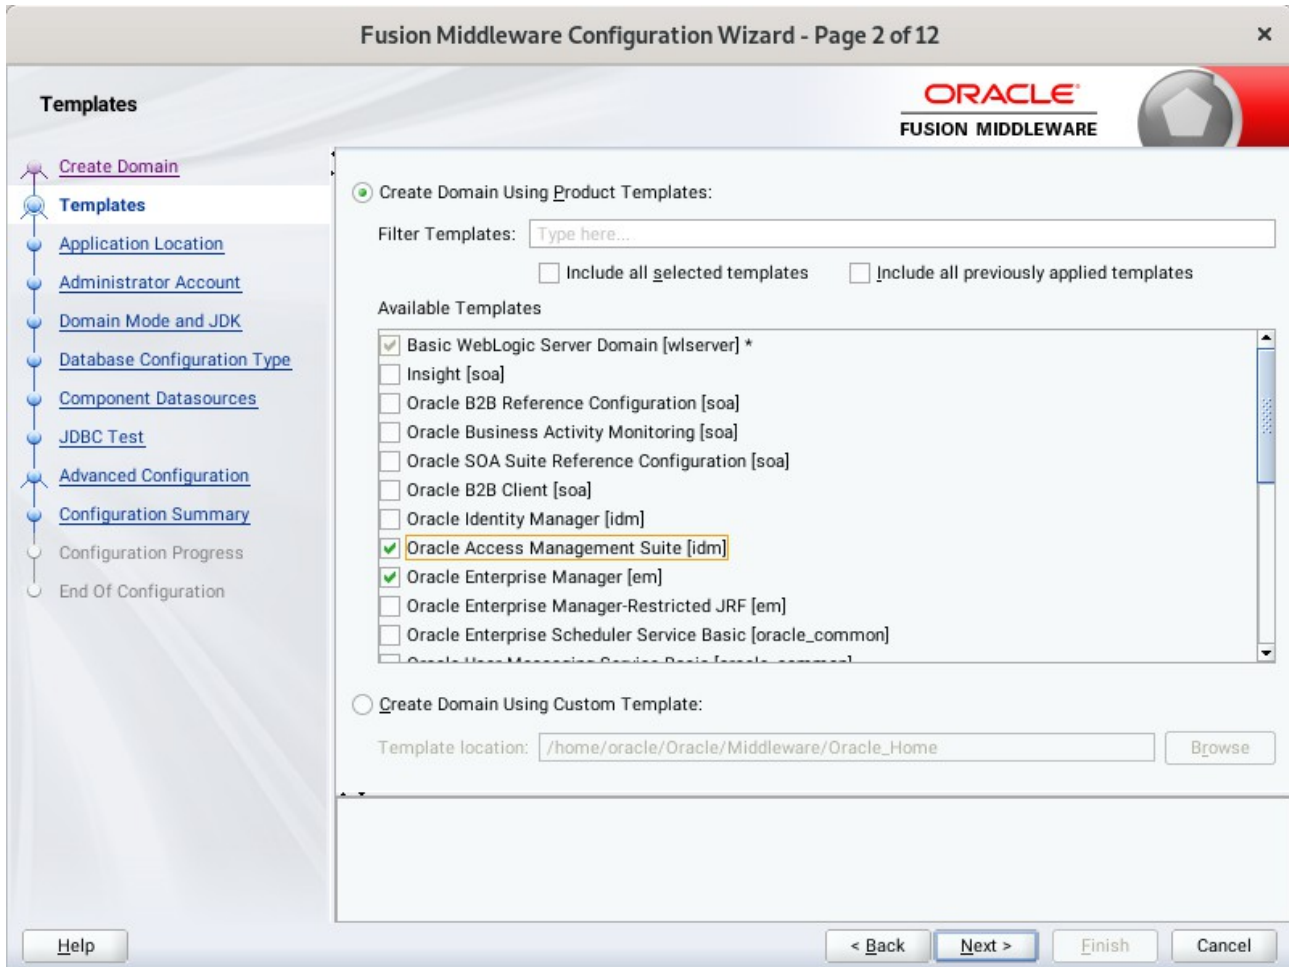 Fusion Middleware Configuration Wizard - Page 2 of 12
Templates
ORACLE
FUSION MIDDLEWARE
Create Domain
Templates
Application Location
Administrator Account
Domain Mode and JDK
Database Configuration Type
Component Datasources
JDBC Test
Advanced Configuration
Configuration Summary
Configuration Progress
End Of Configuration
Create Domain Using Product Templates:
Filter Templates: Type here...
Include all selected templates Include all previously applied templates
Available Templates
Basic WebLogic Server Domain [wlserver] *
Insight [soa]
Oracle B2B Reference Configuration [soa]
Oracle Business Activity Monitoring [soa]
Oracle SOA Suite Reference Configuration [soa]
Oracle B2B Client [soa]
Oracle Identity Manager [idm]
Oracle Access Management Suite [idm]
Oracle Enterprise Manager [em]
Oracle Enterprise Manager-Restricted JRF [em]
Oracle Enterprise Scheduler Service Basic [oracle_common]
Oracle User Messaging Service Basic [oracle_common]
Create Domain Using Custom Template:
Template location: /home/oracle/Oracle/Middleware/Oracle_Home Browse
Help < Back Next > Finish Cancel